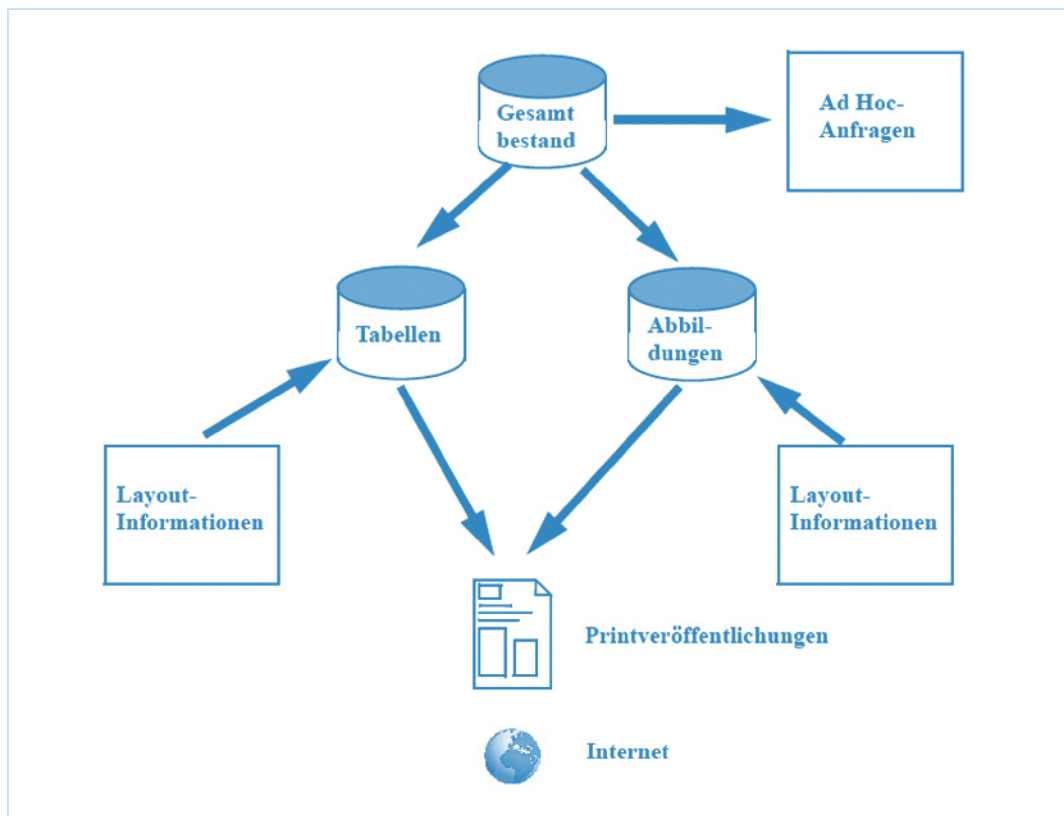 Gesamt
bestand
Ad Hoc-
Anfragen
Tabellen
Abbil-
dungen
Layout-
Informationen
Layout-
Informationen
Printveröffentlichungen
Internet